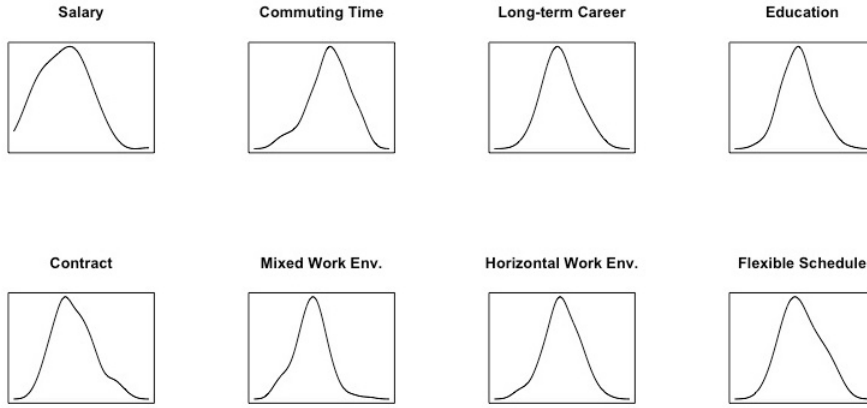 Salary
Commuting Time
Long-term Career
Education
Contract
Mixed Work Env.
Horizontal Work Env.
Flexible Schedule